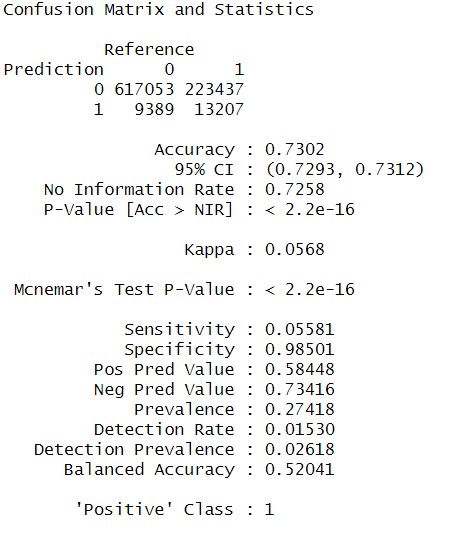 Confusion Matrix and Statistics
Reference
Prediction 0 1
0 617053 223437
1 9389 13207
Accuracy : 0.7302
95% CI : (0.7293, 0.7312)
No Information Rate : 0.7258
P-Value [Acc > NIR] : < 2.2e-16
Kappa : 0.0568
Mcnemar's Test P-Value : < 2.2e-16
Sensitivity : 0.05581
Specificity : 0.98501
Pos Pred Value : 0.58448
Neg Pred Value : 0.73416
Prevalence : 0.27418
Detection Rate : 0.01530
Detection Prevalence : 0.02618
Balanced Accuracy : 0.52041
'Positive' Class : 1